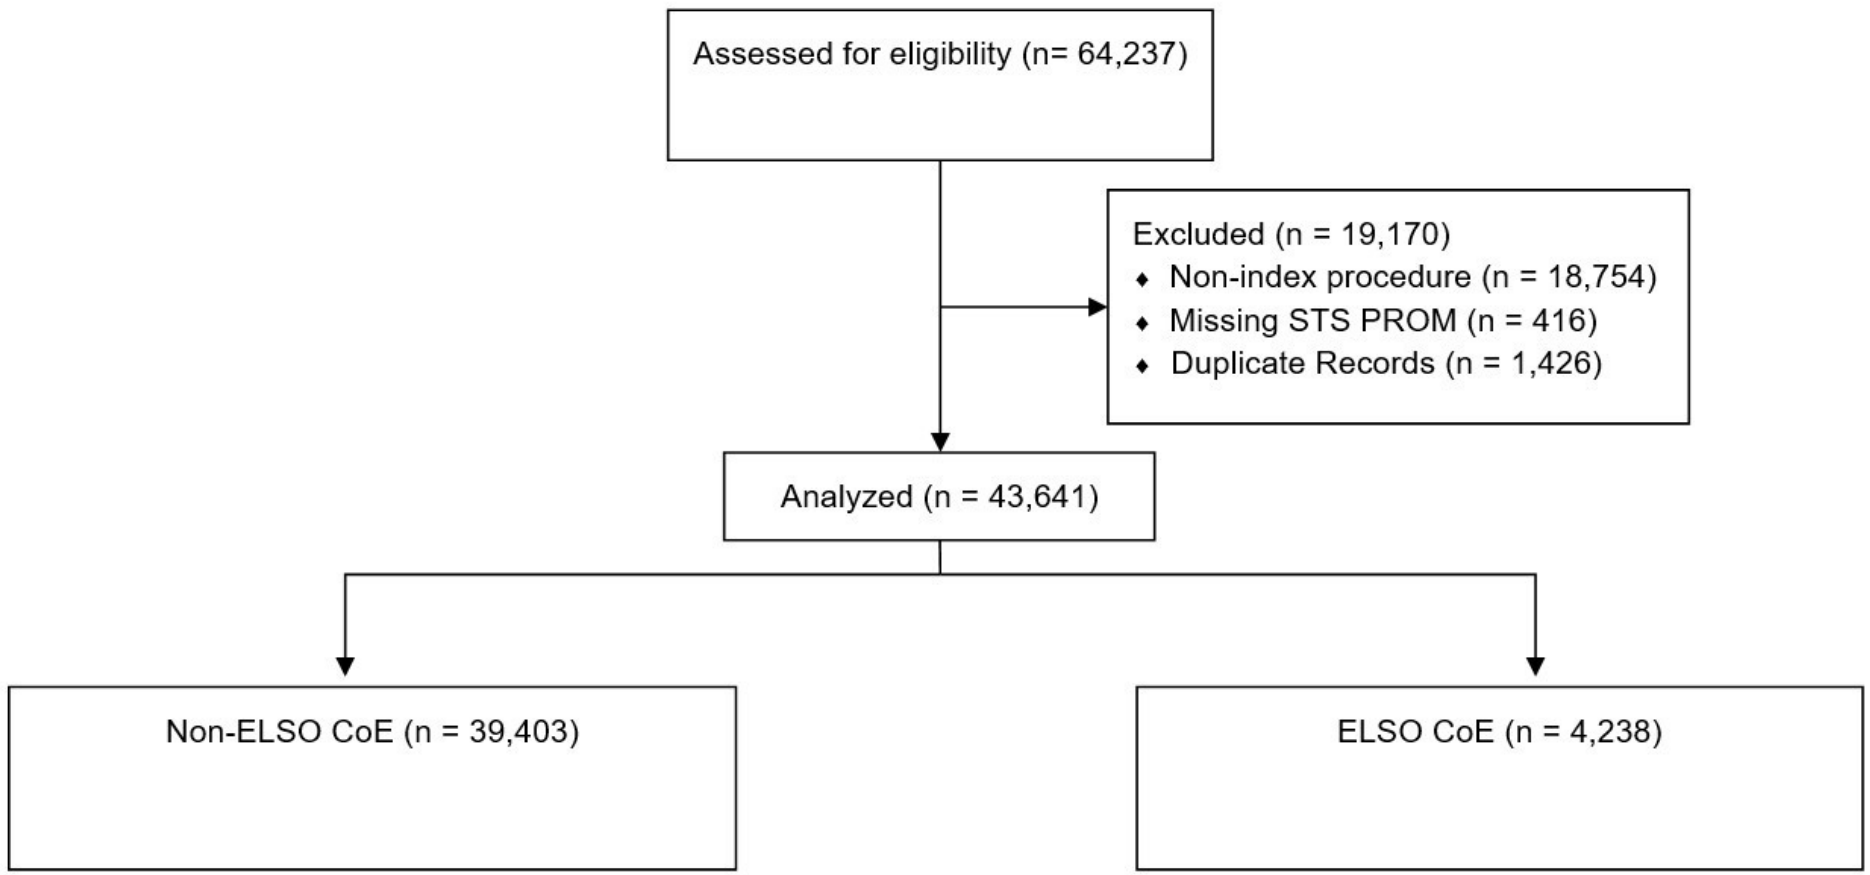 Assessed for eligibility (n= 64,237)
Excluded (n = 19,170)
♦ Non-index procedure (n = 18,754)
♦ Missing STS PROM (n = 416)
♦ Duplicate Records (n = 1,426)
Analyzed (n = 43,641)
Non-ELSO CoE (n = 39,403)
ELSO CoE (n = 4,238)